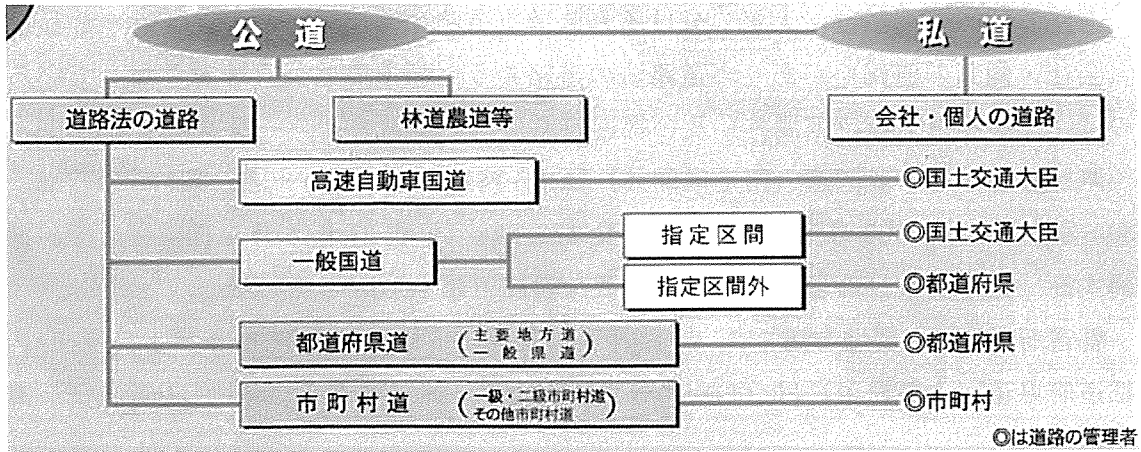 公道
私道
道路法の道路
林道農道等
会社・個人の道路
高速自動車国道
◎国土交通大臣
一般国道
指定区間
◎国土交通大臣
指定区間外
◎都道府県
都道府県道
(主要地方道
一般県道)
◎都道府県
市町村道
(一級・二級市町村道
その他市町村道)
◎市町村
◎は道路の管理者